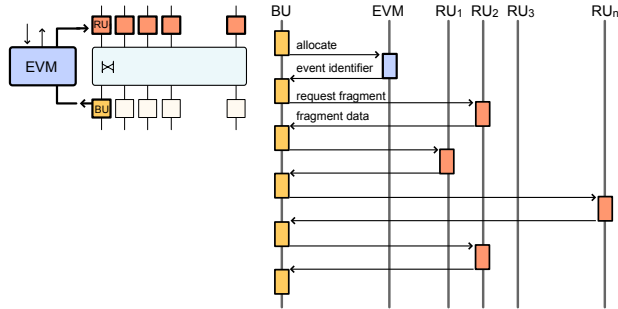 RU
EVM
BU
BU EVM RU1 RU2 RU3 RUn
allocate
event identifier
request fragment
fragment data